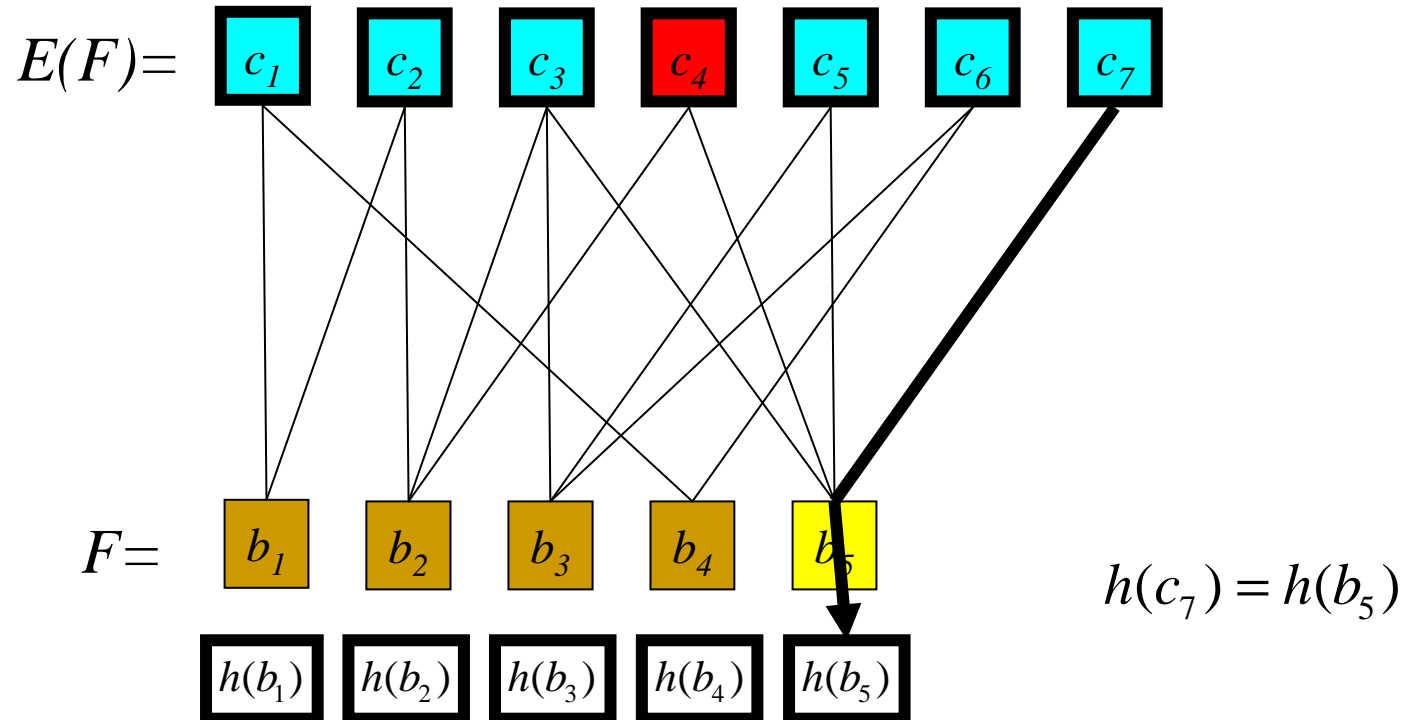 E(F)= c₁ c₂ c₃ c₄ c₅ c₆ c₇
F= b₁ b₂ b₃ b₄ b₅
h(c₇) = h(b₅)
h(b₁) h(b₂) h(b₃) h(b₄) h(b₅)